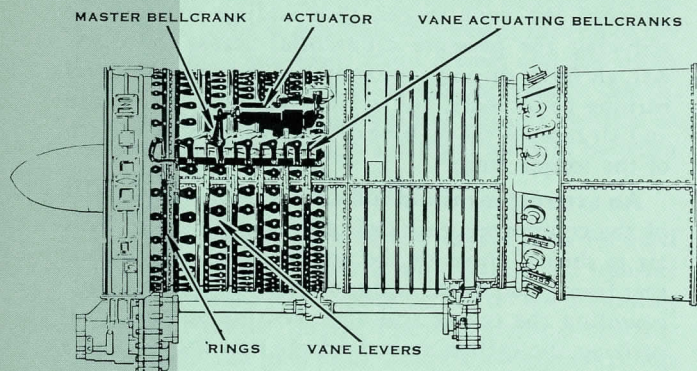 MASTER BELLCRANK
ACTUATOR
VANE ACTUATING BELLCRANKS
RINGS
VANE LEVERS